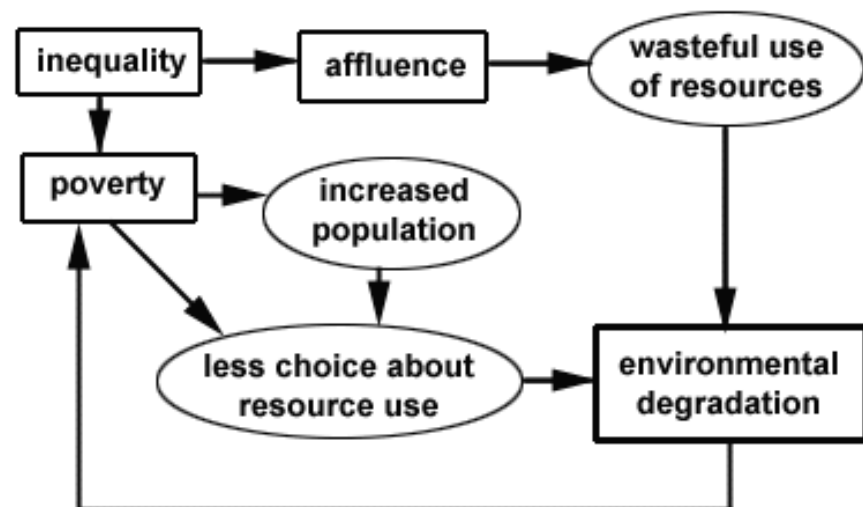 inequality
affluence
wasteful use
of resources
poverty
increased
population
less choice about
resource use
environmental
degradation